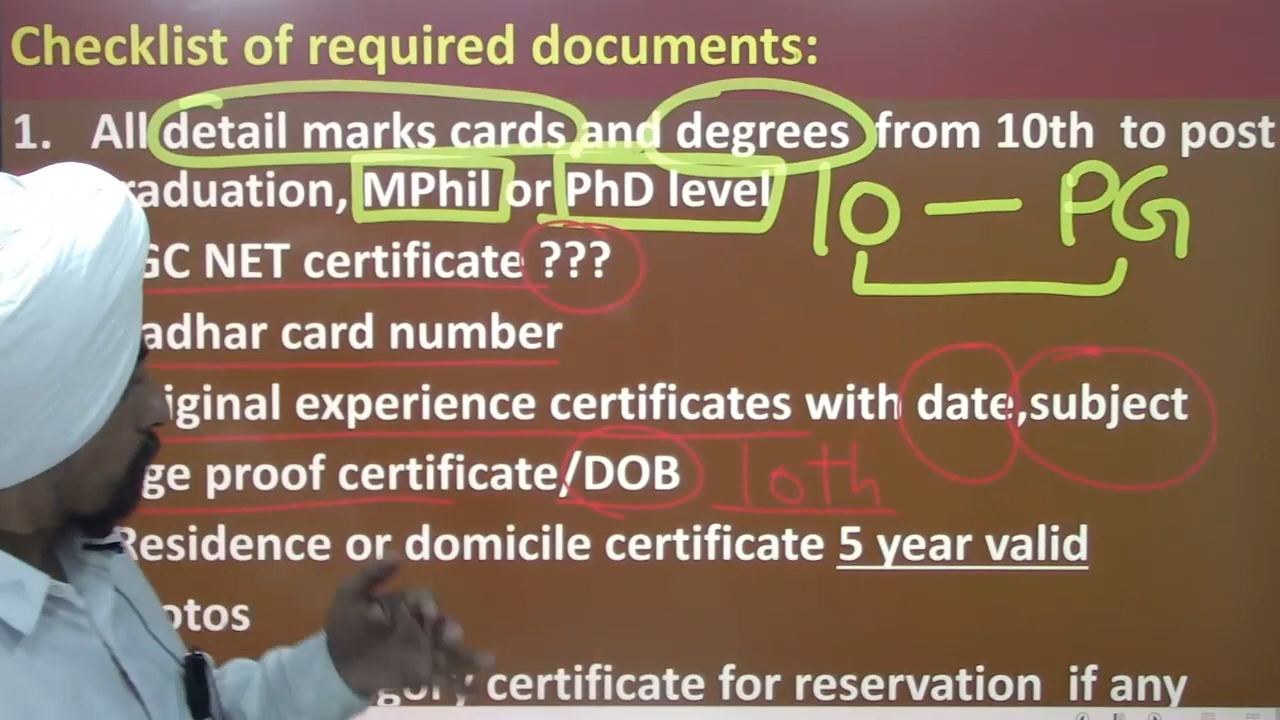 Checklist of required documents:
1. All detail marks cards and degrees from 10th to post
raduation, MPhil or PhD level
10 — PG
GC NET certificate ???
adhar card number
iginal experience certificates with date,subject
ge proof certificate/DOB 10th
Residence or domicile certificate 5 year valid
otos
gory certificate for reservation if any